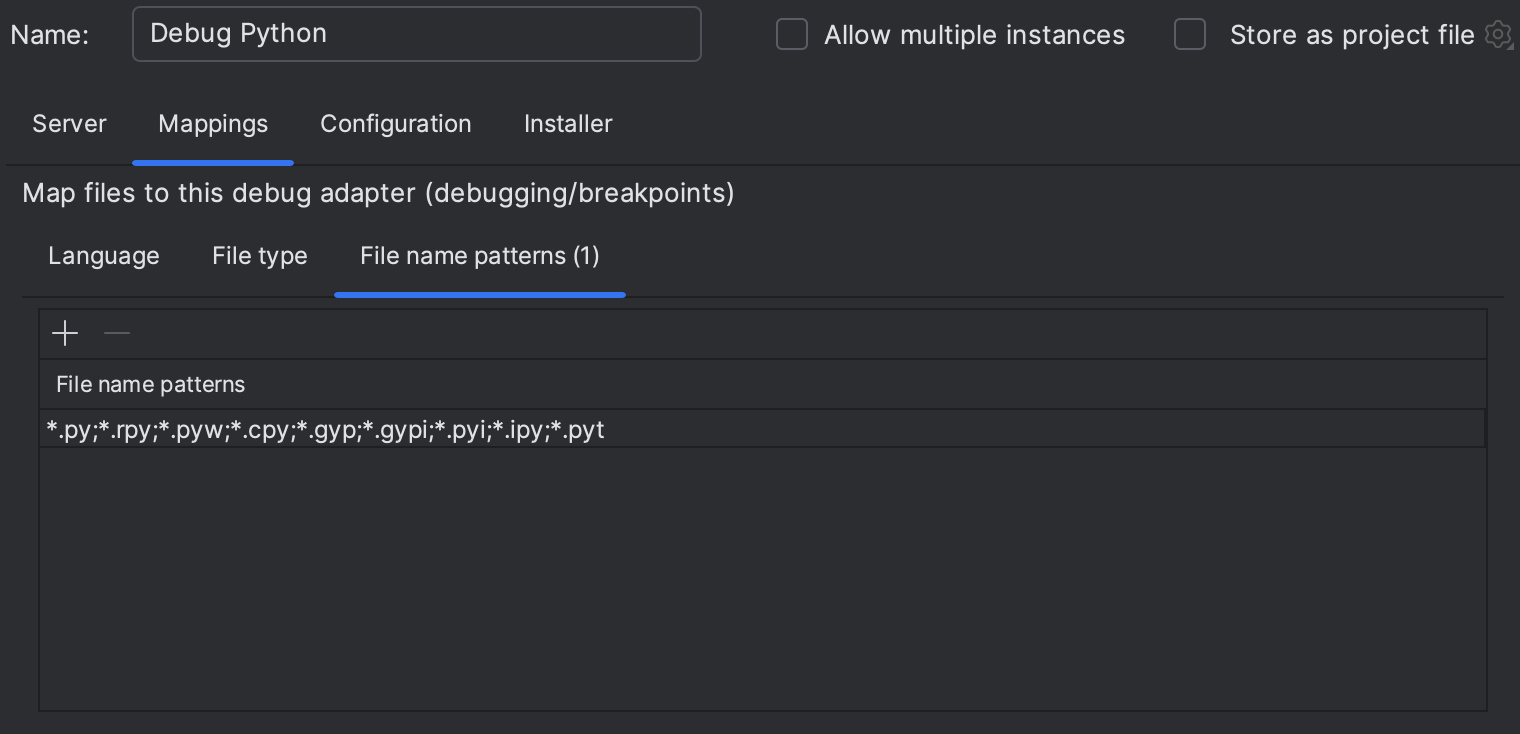 Name: Debug Python Allow multiple instances Store as project file
Server Mappings Configuration Installer
Map files to this debug adapter (debugging/breakpoints)
Language File type File name patterns (1)
File name patterns
*.py;*.rpy;*.pyw;*.cpy;*.gyp;*.gypi;*.pyi;*.ipy;*.pyt